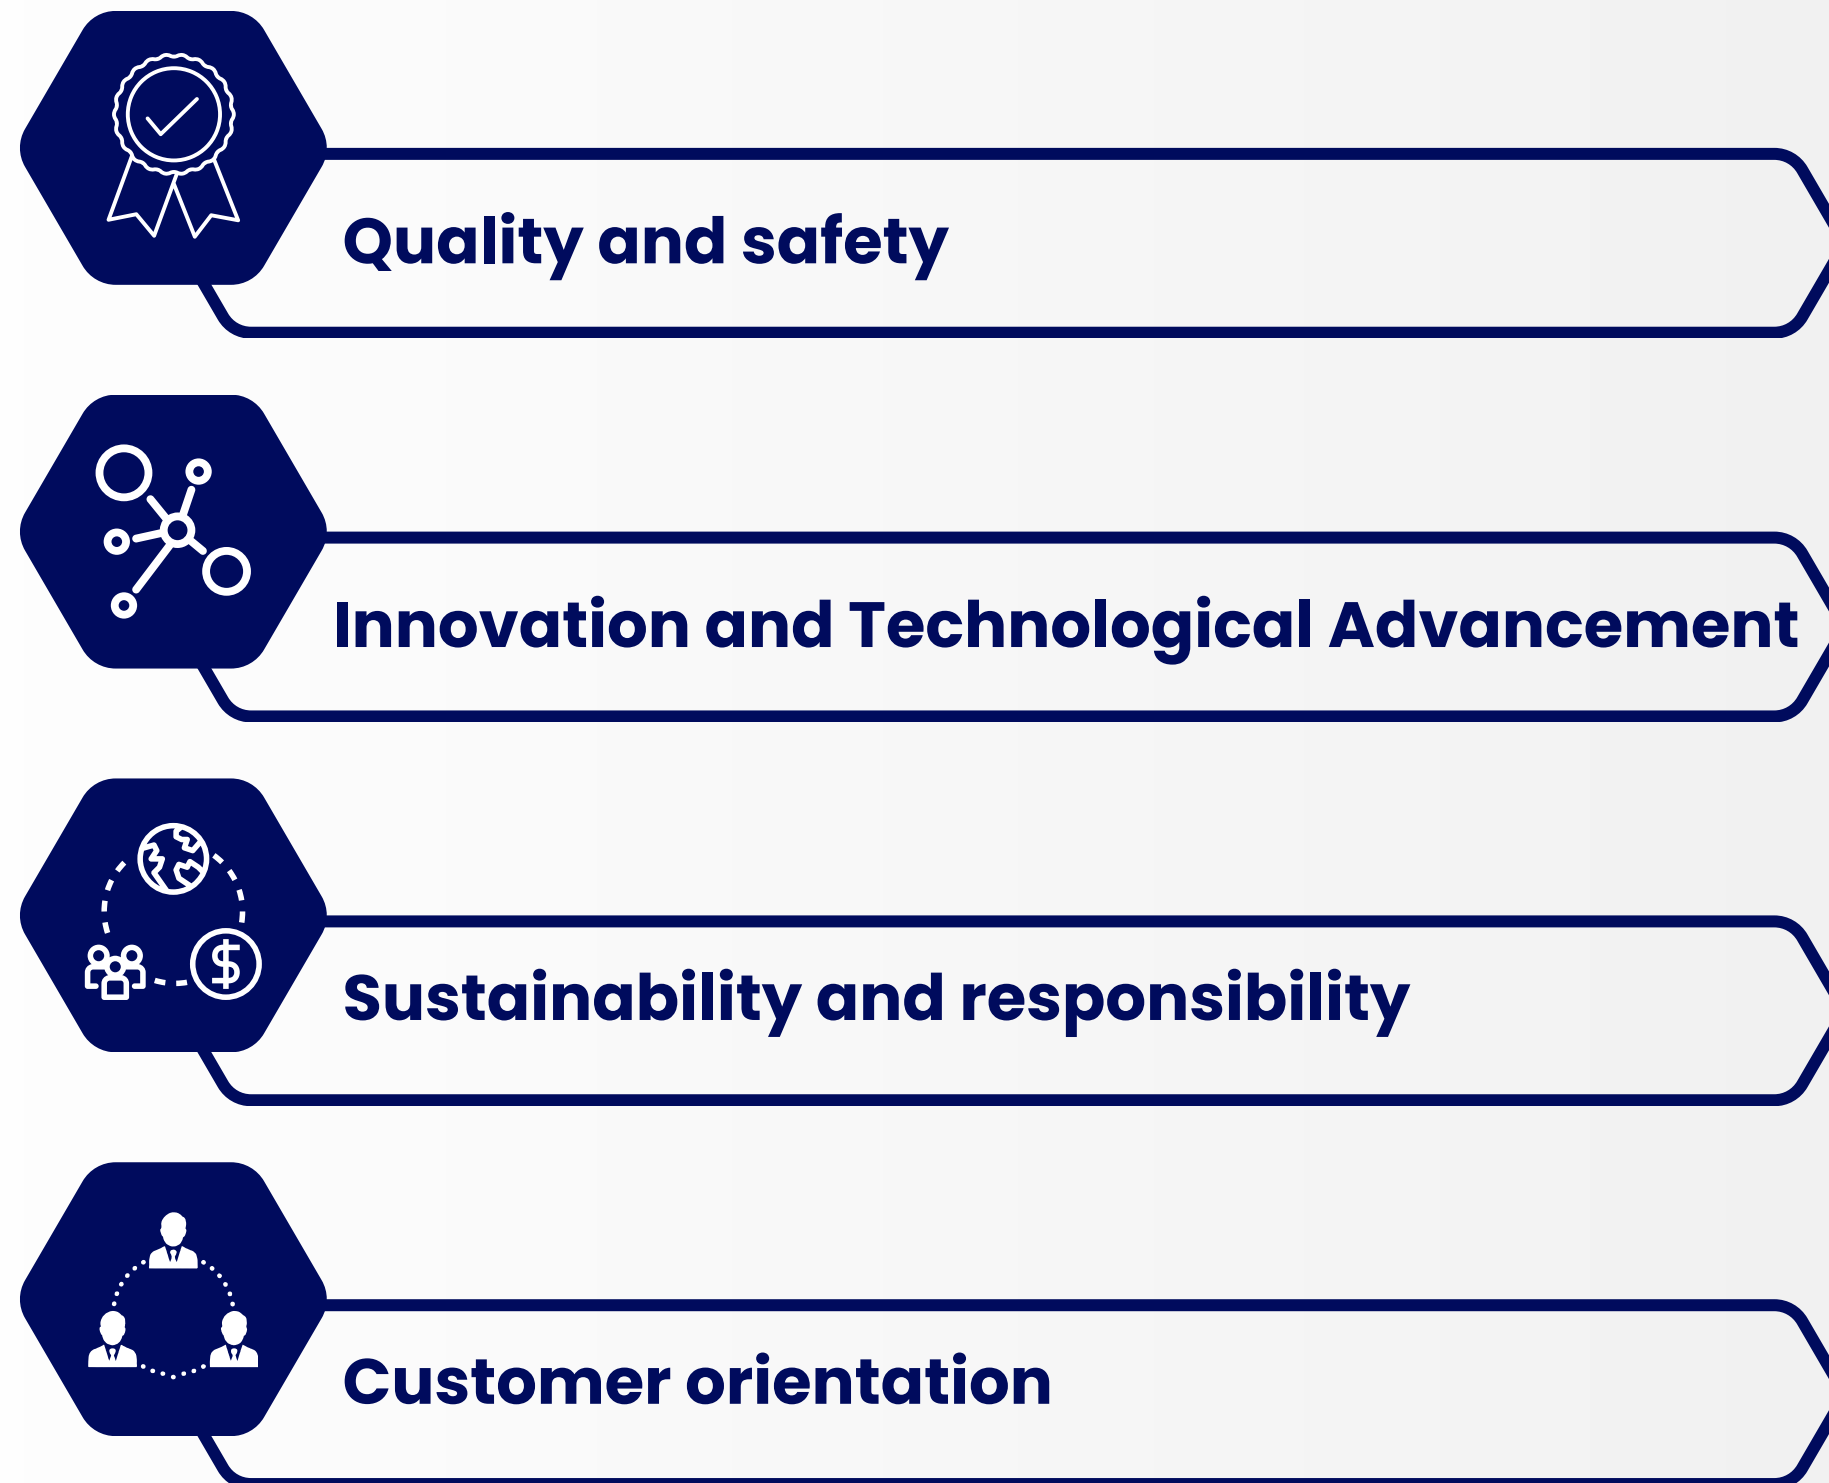 Quality and safety
Innovation and Technological Advancement
Sustainability and responsibility
Customer orientation